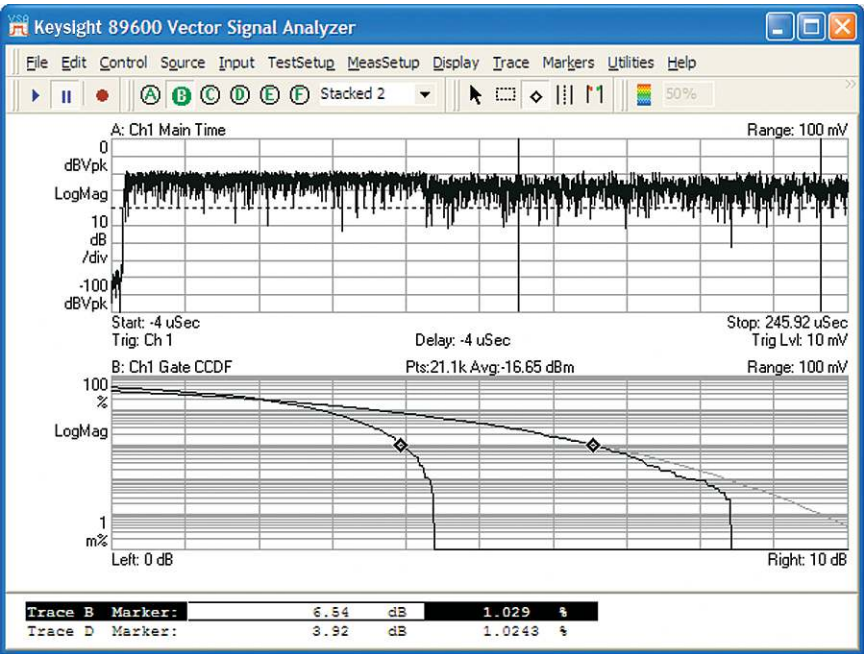 VSA
Keysight 89600 Vector Signal Analyzer
File Edit Control Source Input TestSetup MeasSetup Display Trace Markers Utilities Help
A B C D E F Stacked 2 50%
A: Ch1 Main Time Range: 100 mV
0
dBVpk
LogMag
10
dB
/div
-100
dBVpk
Start: -4 uSec Stop: 245.92 uSec
Trig: Ch 1 Delay: -4 uSec Trig Lvl: 10 mV
B: Ch1 Gate CCDF Pts:21.1k Avg:-16.65 dBm Range: 100 mV
100
%
LogMag
1
m%
Left: 0 dB Right: 10 dB
Trace B Marker: 6.54 dB 1.029 %
Trace D Marker: 3.92 dB 1.0243 %